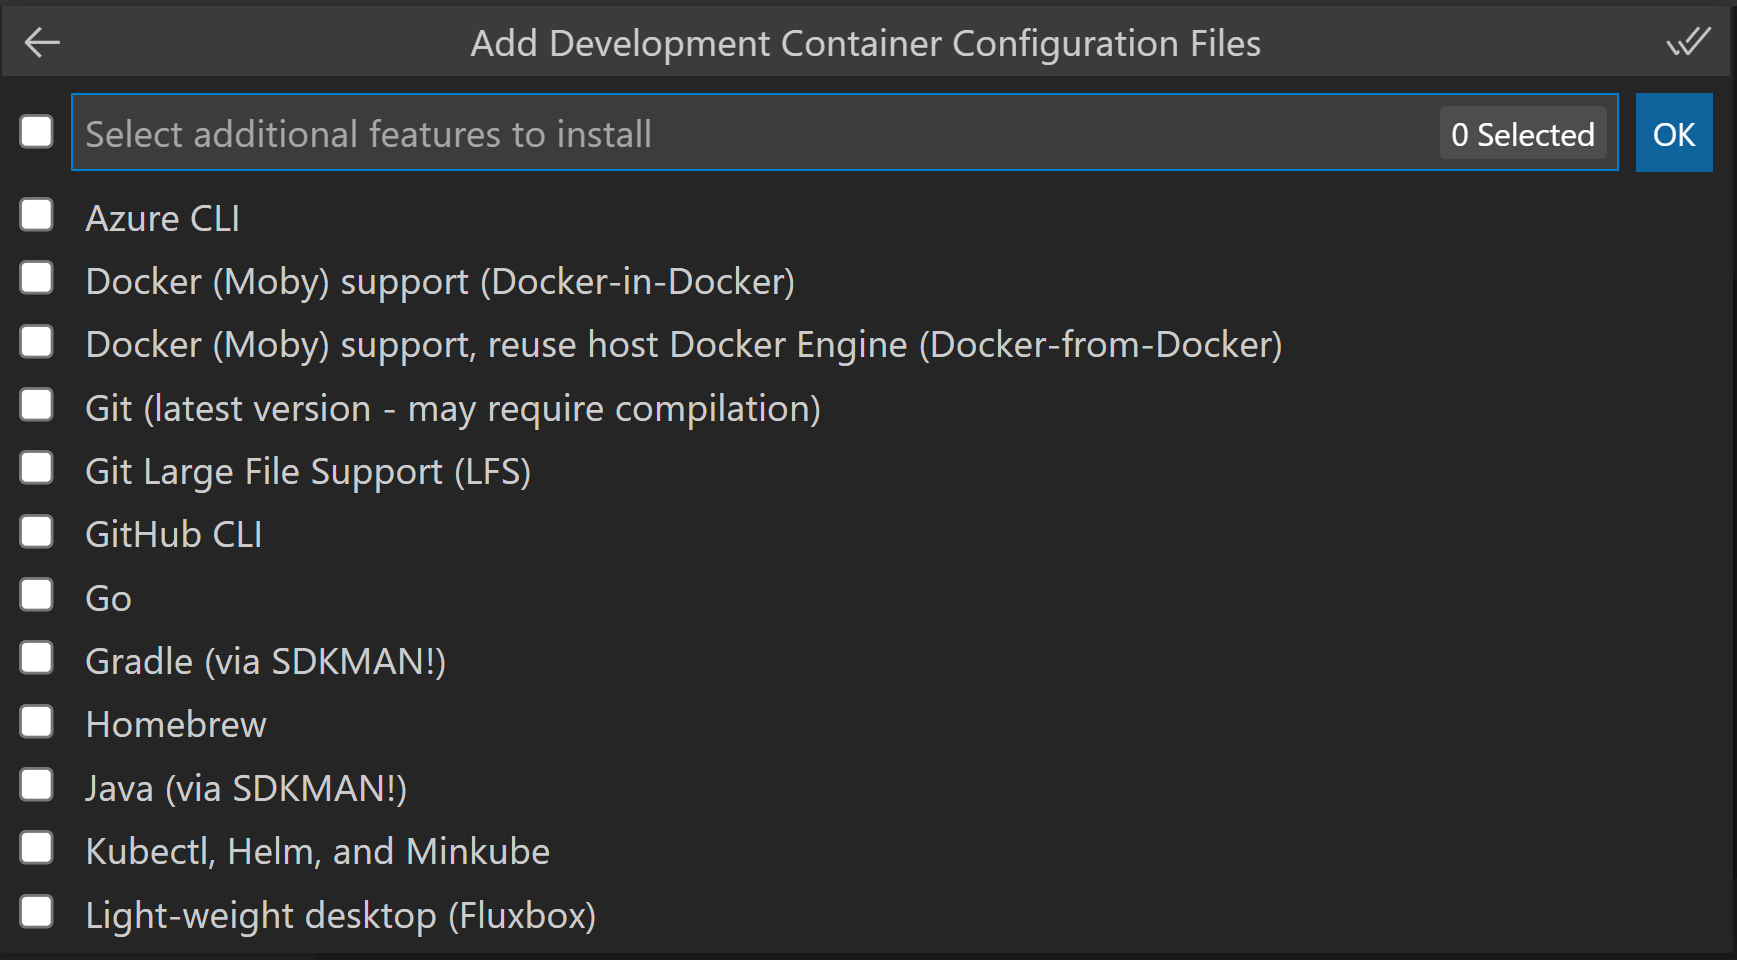 Add Development Container Configuration Files
Select additional features to install 0 Selected OK
Azure CLI
Docker (Moby) support (Docker-in-Docker)
Docker (Moby) support, reuse host Docker Engine (Docker-from-Docker)
Git (latest version - may require compilation)
Git Large File Support (LFS)
GitHub CLI
Go
Gradle (via SDKMAN!)
Homebrew
Java (via SDKMAN!)
Kubectl, Helm, and Minkube
Light-weight desktop (Fluxbox)